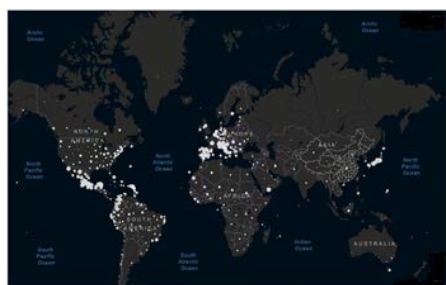 Arctic
Ocean
Arctic
Ocean
NORTH
AMERICA
EUROPE
ASIA
North
Pacific
Ocean
North
Atlantic
Ocean
North
Pacific
Ocean
AFRICA
SOUTH
AMERICA
Indian
Ocean
AUSTRALIA
South
Pacific
Ocean
South
Atlantic
Ocean